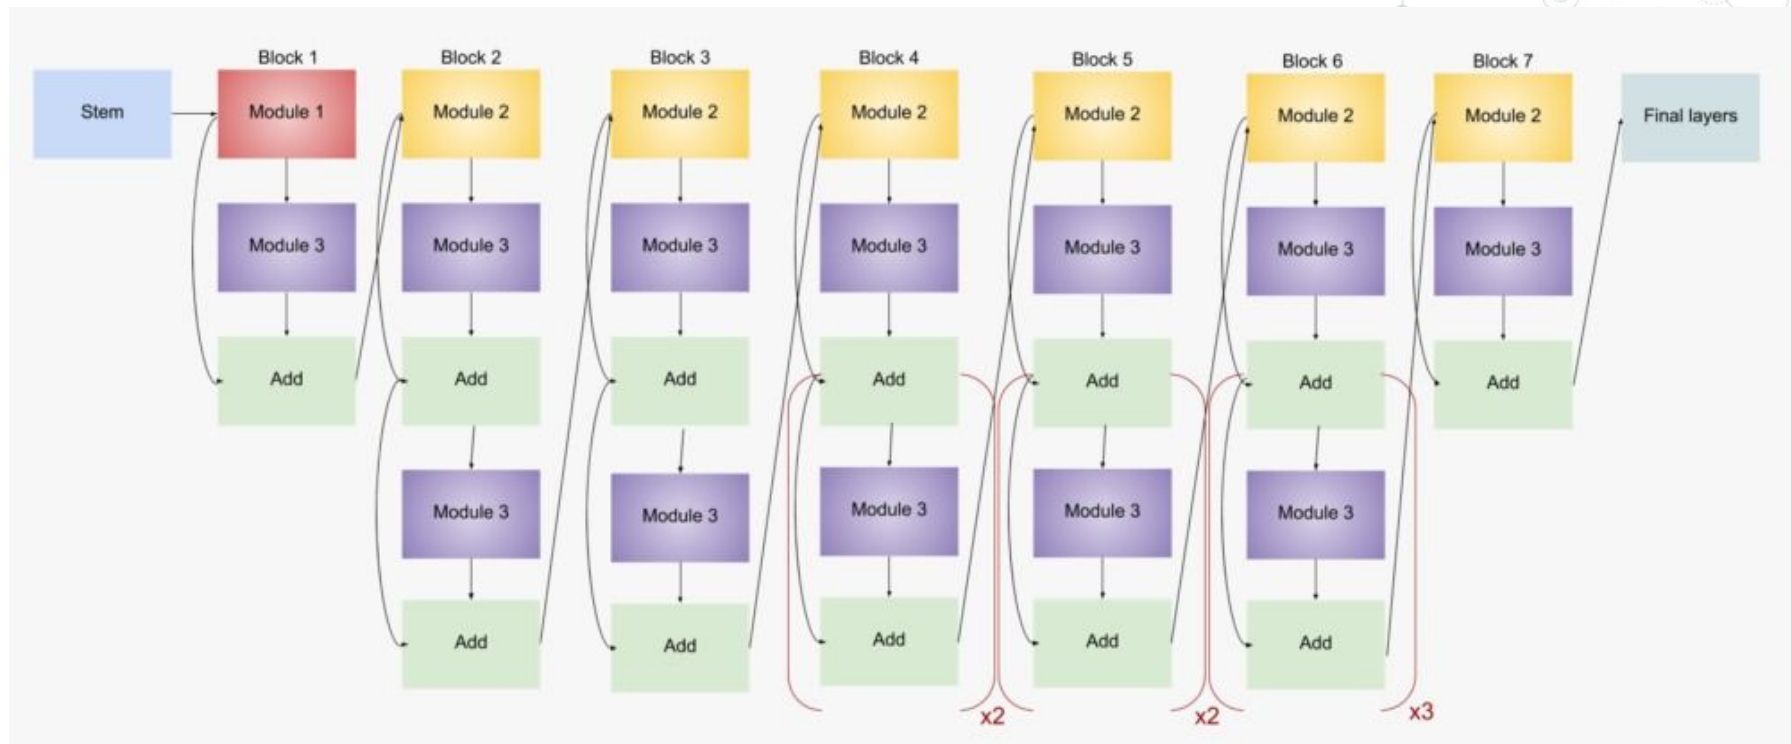 Block 1
Block 2
Block 3
Block 4
Block 5
Block 6
Block 7
Stem
Module 1
Module 2
Module 2
Module 2
Module 2
Module 2
Module 2
Final layers
Module 3
Module 3
Module 3
Module 3
Module 3
Module 3
Module 3
Add
Add
Add
Add
Add
Add
Add
Module 3
Module 3
Module 3
Module 3
Module 3
Add
Add
Add
Add
Add
x2
x2
x3